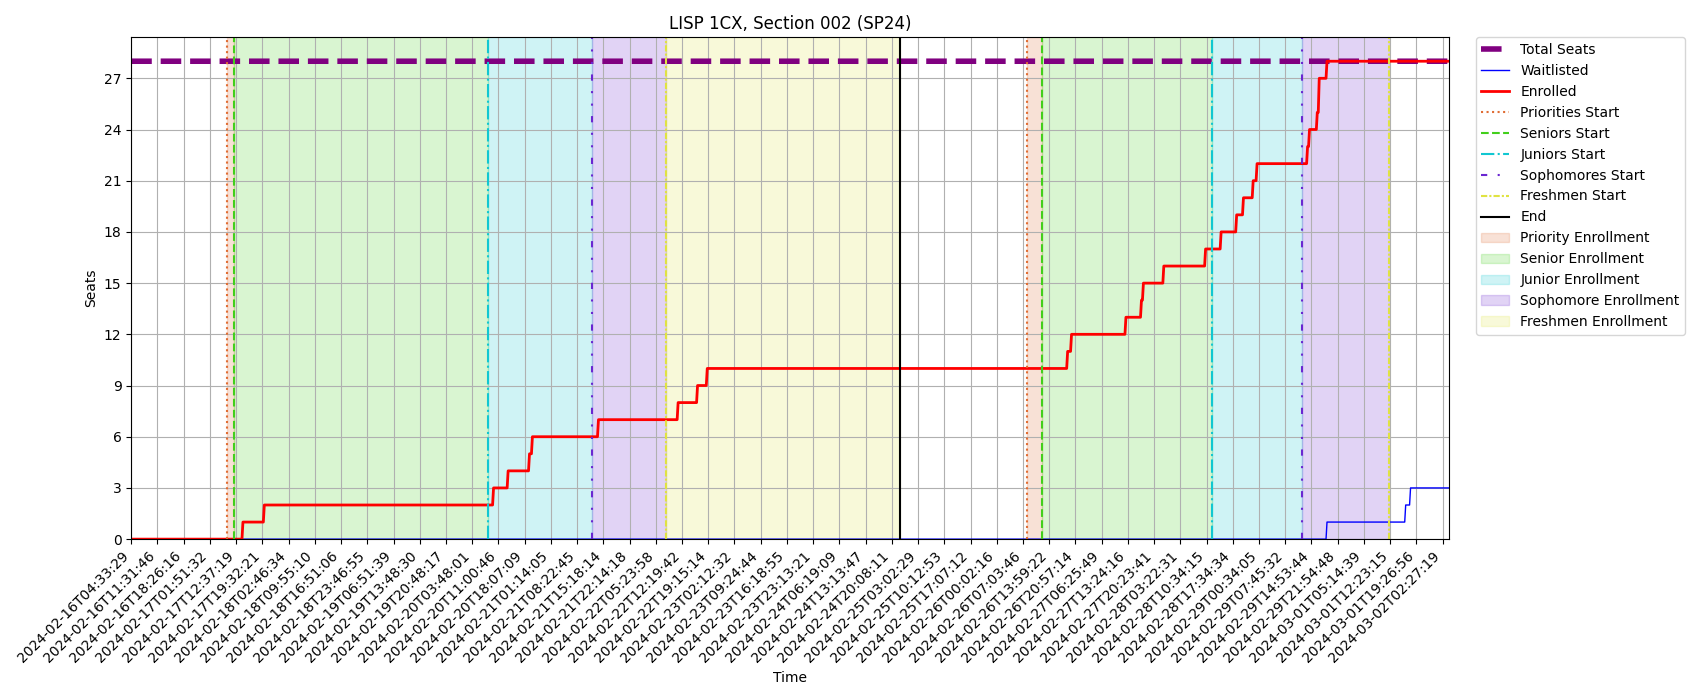 LISP 1CX, Section 002 (SP24)
Seats
27
24
21
18
15
12
9
6
3
0
2024-02-16T04:33:29
2024-02-16T11:31:46
2024-02-16T18:26:16
2024-02-17T01:51:32
2024-02-17T12:37:19
2024-02-17T19:32:21
2024-02-18T02:46:34
2024-02-18T09:55:10
2024-02-18T16:51:06
2024-02-18T23:46:55
2024-02-19T06:51:39
2024-02-19T13:48:30
2024-02-19T20:48:17
2024-02-20T03:48:01
2024-02-20T11:00:46
2024-02-20T18:07:09
2024-02-21T01:14:05
2024-02-21T08:22:45
2024-02-21T15:18:14
2024-02-21T22:14:18
2024-02-22T05:23:58
2024-02-22T12:19:42
2024-02-22T19:15:14
2024-02-23T02:12:32
2024-02-23T09:24:44
2024-02-23T16:18:55
2024-02-23T23:13:21
2024-02-24T06:19:09
2024-02-24T13:13:47
2024-02-24T20:08:11
2024-02-25T03:02:29
2024-02-25T10:12:53
2024-02-25T17:07:12
2024-02-26T00:02:16
2024-02-26T07:03:46
2024-02-26T13:59:22
2024-02-26T20:57:14
2024-02-27T06:25:49
2024-02-27T13:24:16
2024-02-27T20:23:41
2024-02-28T03:22:31
2024-02-28T10:34:15
2024-02-28T17:34:34
2024-02-29T00:34:05
2024-02-29T07:45:32
2024-02-29T14:53:44
2024-02-29T21:54:48
2024-03-01T05:14:39
2024-03-01T12:23:15
2024-03-01T19:26:56
2024-03-02T02:27:19
Time
Total Seats
Waitlisted
Enrolled
Priorities Start
Seniors Start
Juniors Start
Sophomores Start
Freshmen Start
End
Priority Enrollment
Senior Enrollment
Junior Enrollment
Sophomore Enrollment
Freshmen Enrollment